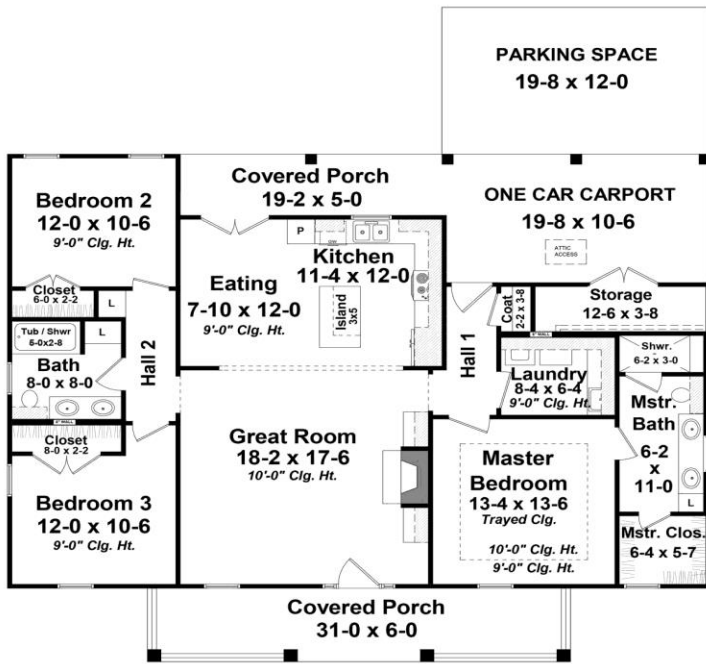 PARKING SPACE
19-8 x 12-0
Covered Porch
19-2 x 5-0
ONE CAR CARPORT
19-8 x 10-6
ATTIC
ACCESS
Bedroom 2
12-0 x 10-6
9'-0" Clg. Ht.
P
Kitchen
11-4 x 12-0
Eating
7-10 x 12-0
9'-0" Clg. Ht.
Island
3x5
Closet
6-0 x 2-2
L
Coat
2-2 x 3-8
Storage
12-6 x 3-8
Tub / Shwr
5-0x2-8
L
Bath
8-0 x 8-0
Hall 2
Hall 1
Laundry
8-4 x 6-4
9'-0" Clg. Ht.
Shwr.
6-2 x 3-0
Mstr.
Bath
6-2
x
11-0
L
Closet
8-0 x 2-2
Great Room
18-2 x 17-6
10'-0" Clg. Ht.
Master
Bedroom
13-4 x 13-6
Trayed Clg.
10'-0" Clg. Ht.
9'-0" Clg. Ht.
Bedroom 3
12-0 x 10-6
9'-0" Clg. Ht.
Mstr. Clos.
6-4 x 5-7
Covered Porch
31-0 x 6-0